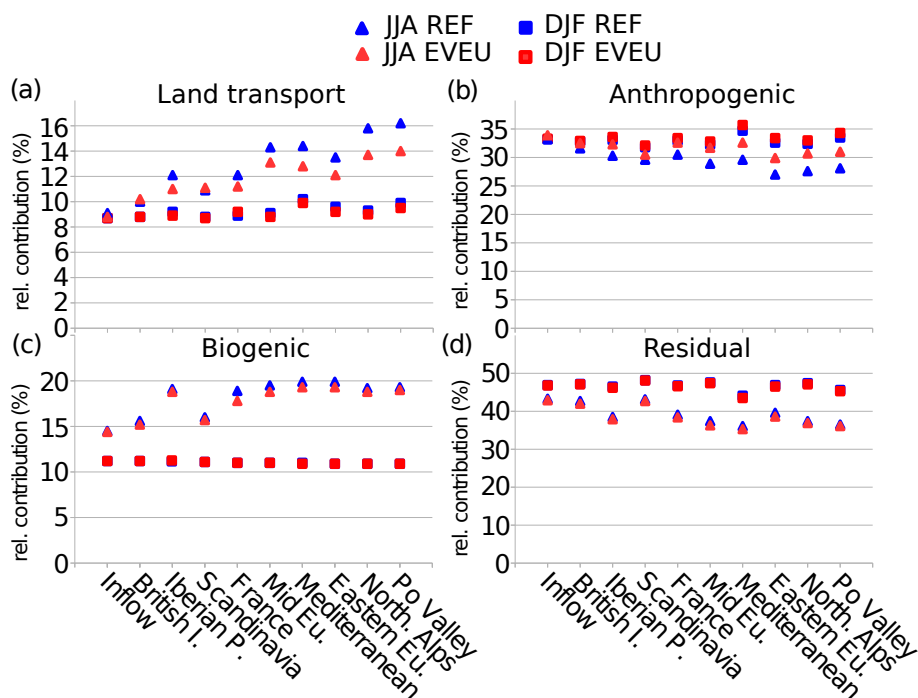 JJA REF
DJF REF
JJA EVEU
DJF EVEU
(a)
Land transport
rel. contribution (%)
16
14
12
10
8
6
4
2
0
(b)
Anthropogenic
rel. contribution (%)
35
30
25
20
15
10
5
0
(c)
Biogenic
rel. contribution (%)
20
15
10
5
0
Inflow
British I.
Iberian P.
Scandinavia
France
Mid Eu.
Mediterranean
Eastern Eu.
North. Alps
Po Valley
(d)
Residual
rel. contribution (%)
50
40
30
20
10
0
Inflow
British I.
Iberian P.
Scandinavia
France
Mid Eu.
Mediterranean
Eastern Eu.
North. Alps
Po Valley